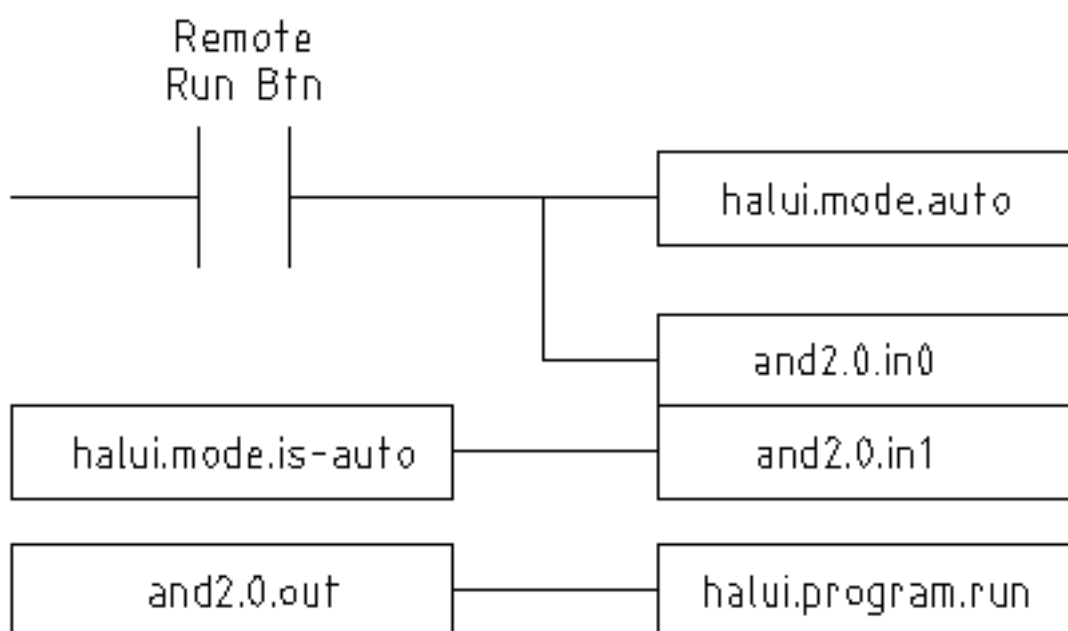 Remote
Run Btn
halui.mode.auto
and2.0.in0
halui.mode.is-auto
and2.0.in1
and2.0.out
halui.program.run